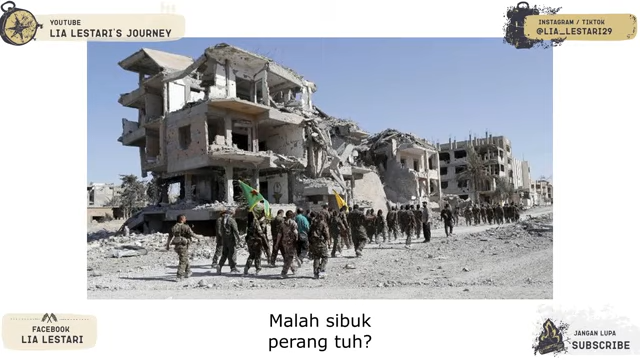 YOUTUBE
LIA LESTARI'S JOURNEY
INSTAGRAM / TIKTOK
@LIA_LESTARI29
Malah sibuk
perang tuh?
FACEBOOK
LIA LESTARI
JANGAN LUPA
SUBSCRIBE